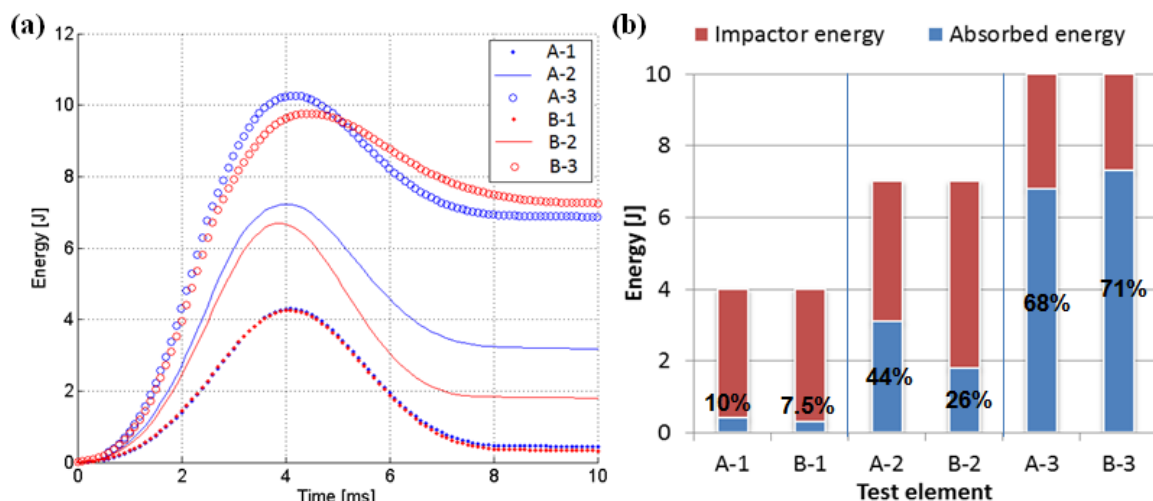 (a)
12
10
8
6
4
2
0
Energy [J]
0 2 4 6 8 10
Time [ms]
A-1
A-2
A-3
B-1
B-2
B-3
(b)
Impactor energy Absorbed energy
10
8
6
4
2
0
Energy [J]
10% 7.5% 44% 26% 68% 71%
A-1 B-1 A-2 B-2 A-3 B-3
Test element